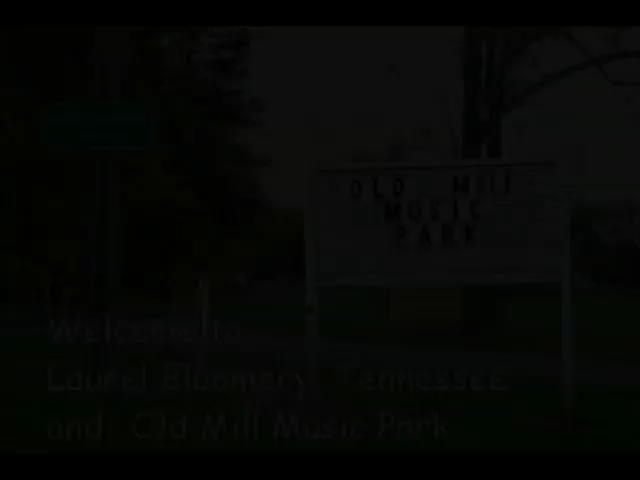 OLD MILL
MUSIC
PARK
Welcome to
Laurel Bloomery, Tennessee
and Old Mill Music Park